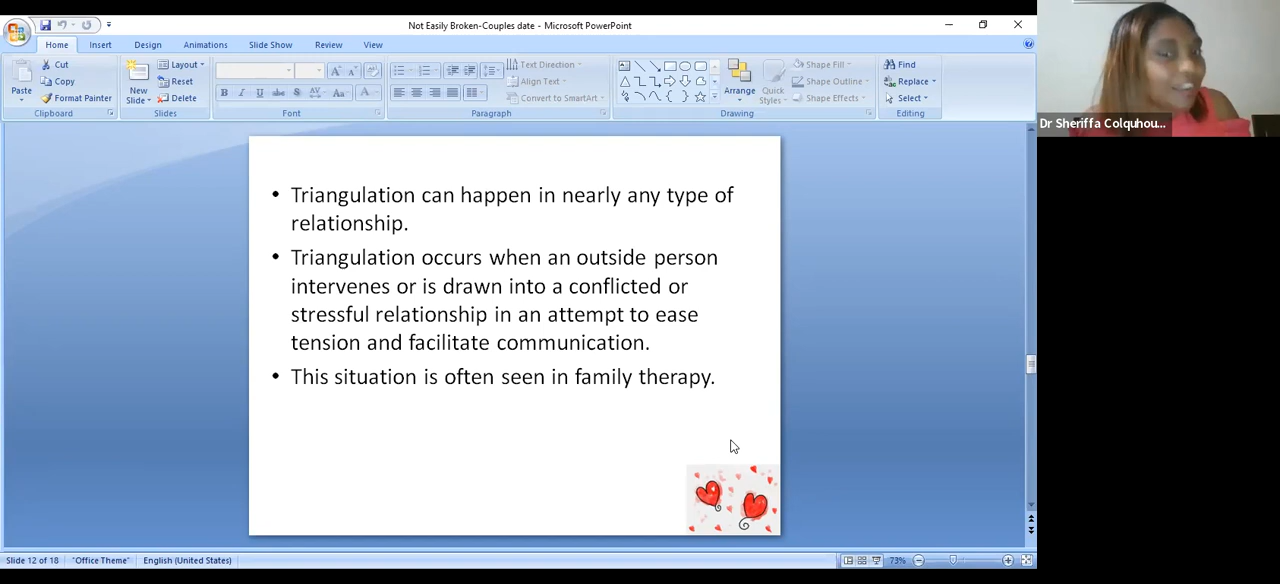 Not Easily Broken-Couples date - Microsoft PowerPoint
Home Insert Design Animations Slide Show Review View
Paste
Cut
Copy
Format Painter
Clipboard
New
Slide
Layout
Reset
Delete
Slides
B I U abc S AV Aa A
Font
Text Direction
Align Text
Convert to SmartArt
Paragraph
Arrange
Quick
Styles
Shape Fill
Shape Outline
Shape Effects
Drawing
Find
Replace
Select
Editing
Dr Sheriffa Colquhou...
• Triangulation can happen in nearly any type of
relationship.
• Triangulation occurs when an outside person
intervenes or is drawn into a conflicted or
stressful relationship in an attempt to ease
tension and facilitate communication.
• This situation is often seen in family therapy.
Slide 12 of 18 "Office Theme" English (United States) 73%